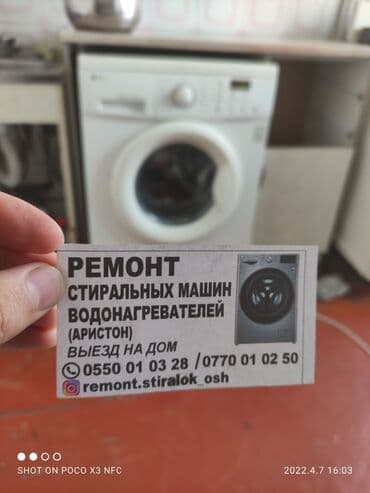 РЕМОНТ
СТИРАЛЬНЫХ МАШИН
ВОДОНАГРЕВАТЕЛЕЙ
(АРИСТОН)
ВЫЕЗД НА ДОМ
0550 01 03 28 / 0770 01 02 50
remont.stiralok_osh
SHOT ON POCO X3 NFC
2022.4.7 16:03